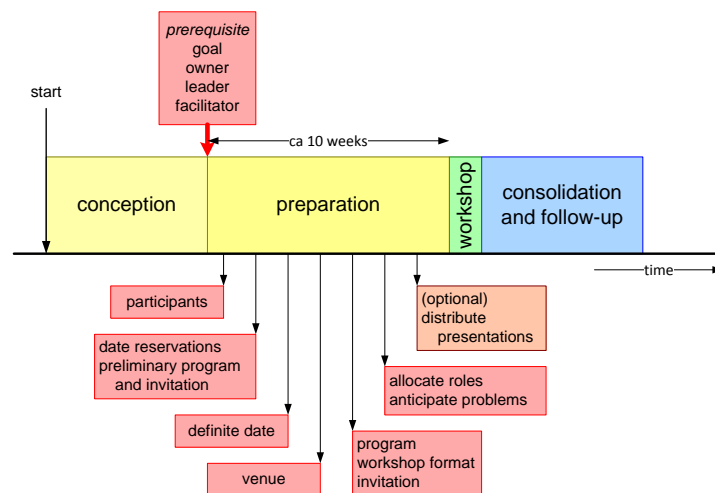 prerequisite
goal
owner
leader
facilitator
start
ca 10 weeks
conception
preparation
workshop
consolidation
and follow-up
time
participants
(optional)
distribute
presentations
date reservations
preliminary program
and invitation
allocate roles
anticipate problems
definite date
program
workshop format
invitation
venue